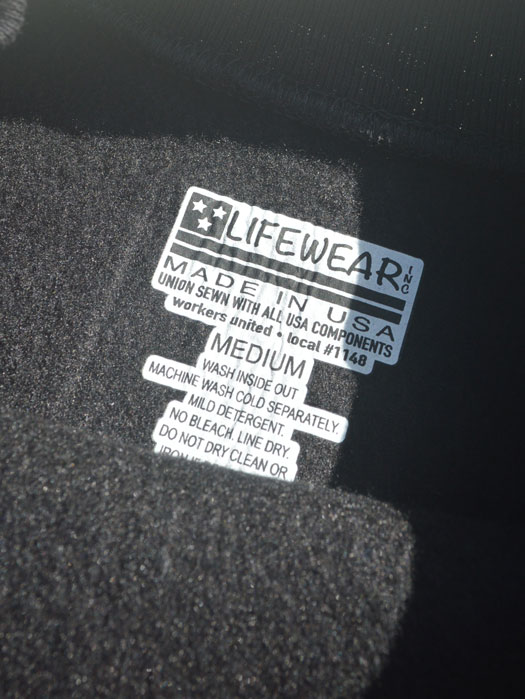 LIFEWEAR INC
MADE IN USA
UNION SEWN WITH ALL USA COMPONENTS
workers united • local #1148
MEDIUM
WASH INSIDE OUT
MACHINE WASH COLD SEPARATELY.
MILD DETERGENT.
NO BLEACH. LINE DRY.
DO NOT DRY CLEAN OR